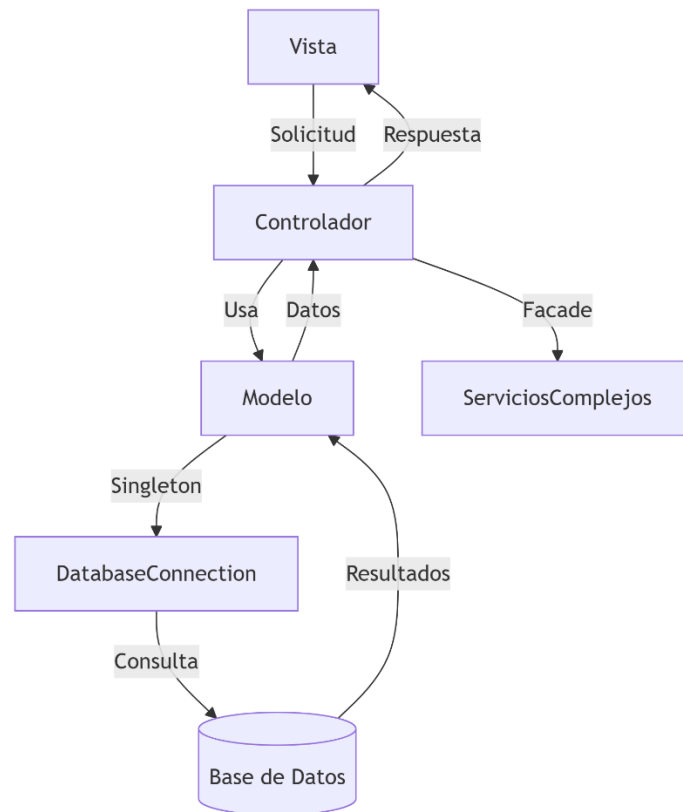 Vista
Solicitud
Respuesta
Controlador
Usa
Datos
Facade
Modelo
ServiciosComplejos
Singleton
DatabaseConnection
Resultados
Consulta
Base de Datos